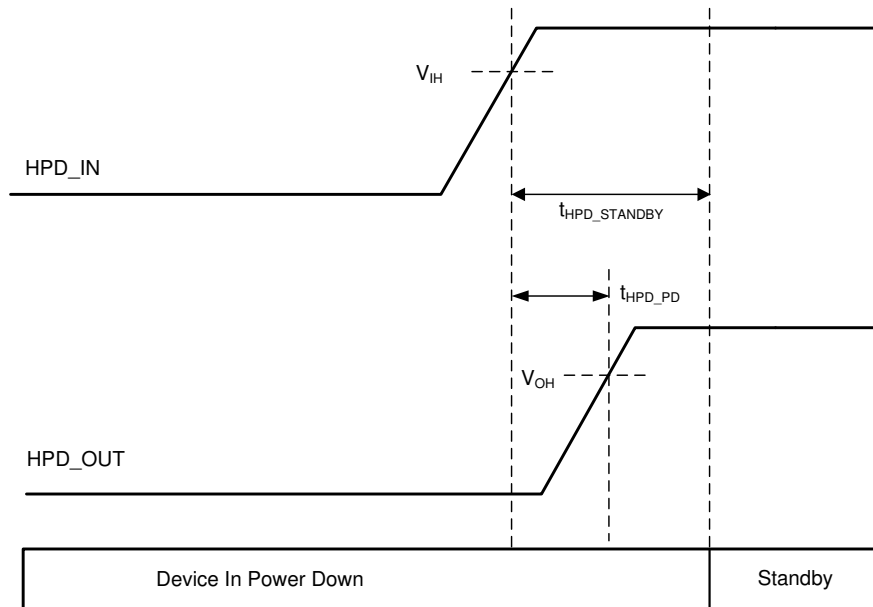 V_IH
HPD_IN
t_HPD_STANDBY
t_HPD_PD
V_OH
HPD_OUT
Device In Power Down
Standby